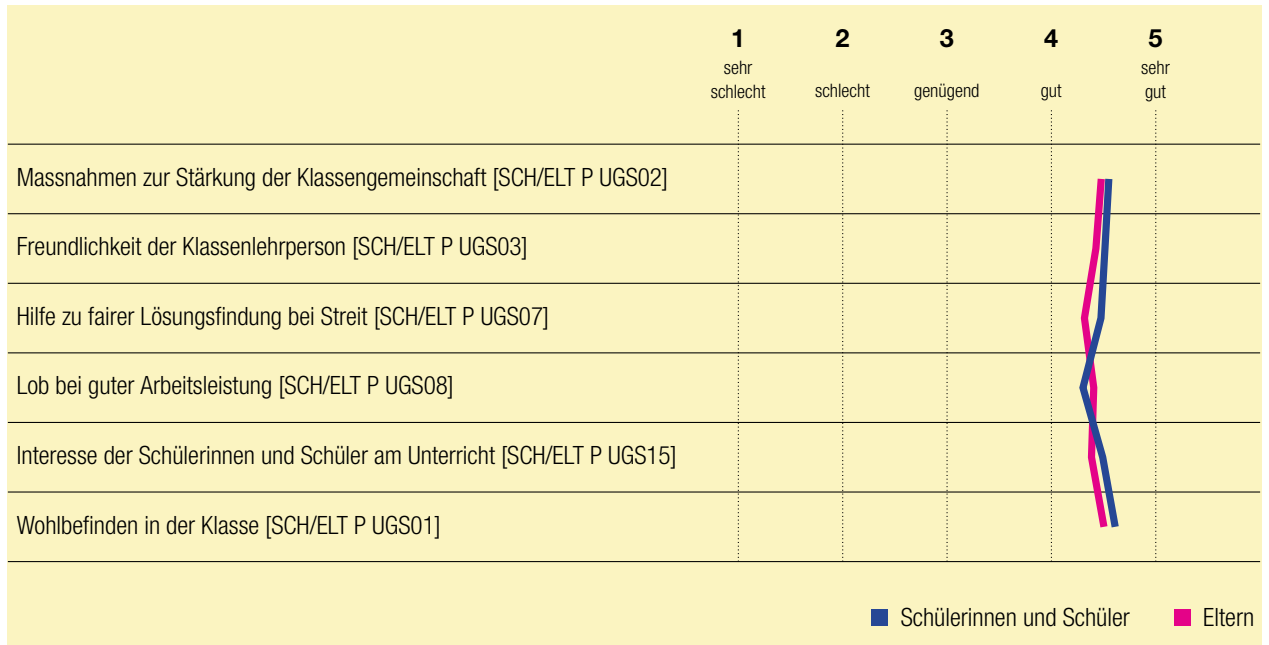 1 2 3 4 5
sehr schlecht schlecht genügend gut sehr gut
Massnahmen zur Stärkung der Klassengemeinschaft [SCH/ELT P UGS02]
Freundlichkeit der Klassenlehrperson [SCH/ELT P UGS03]
Hilfe zu fairer Lösungsfindung bei Streit [SCH/ELT P UGS07]
Lob bei guter Arbeitsleistung [SCH/ELT P UGS08]
Interesse der Schülerinnen und Schüler am Unterricht [SCH/ELT P UGS15]
Wohlbefinden in der Klasse [SCH/ELT P UGS01]
Schülerinnen und Schüler Eltern